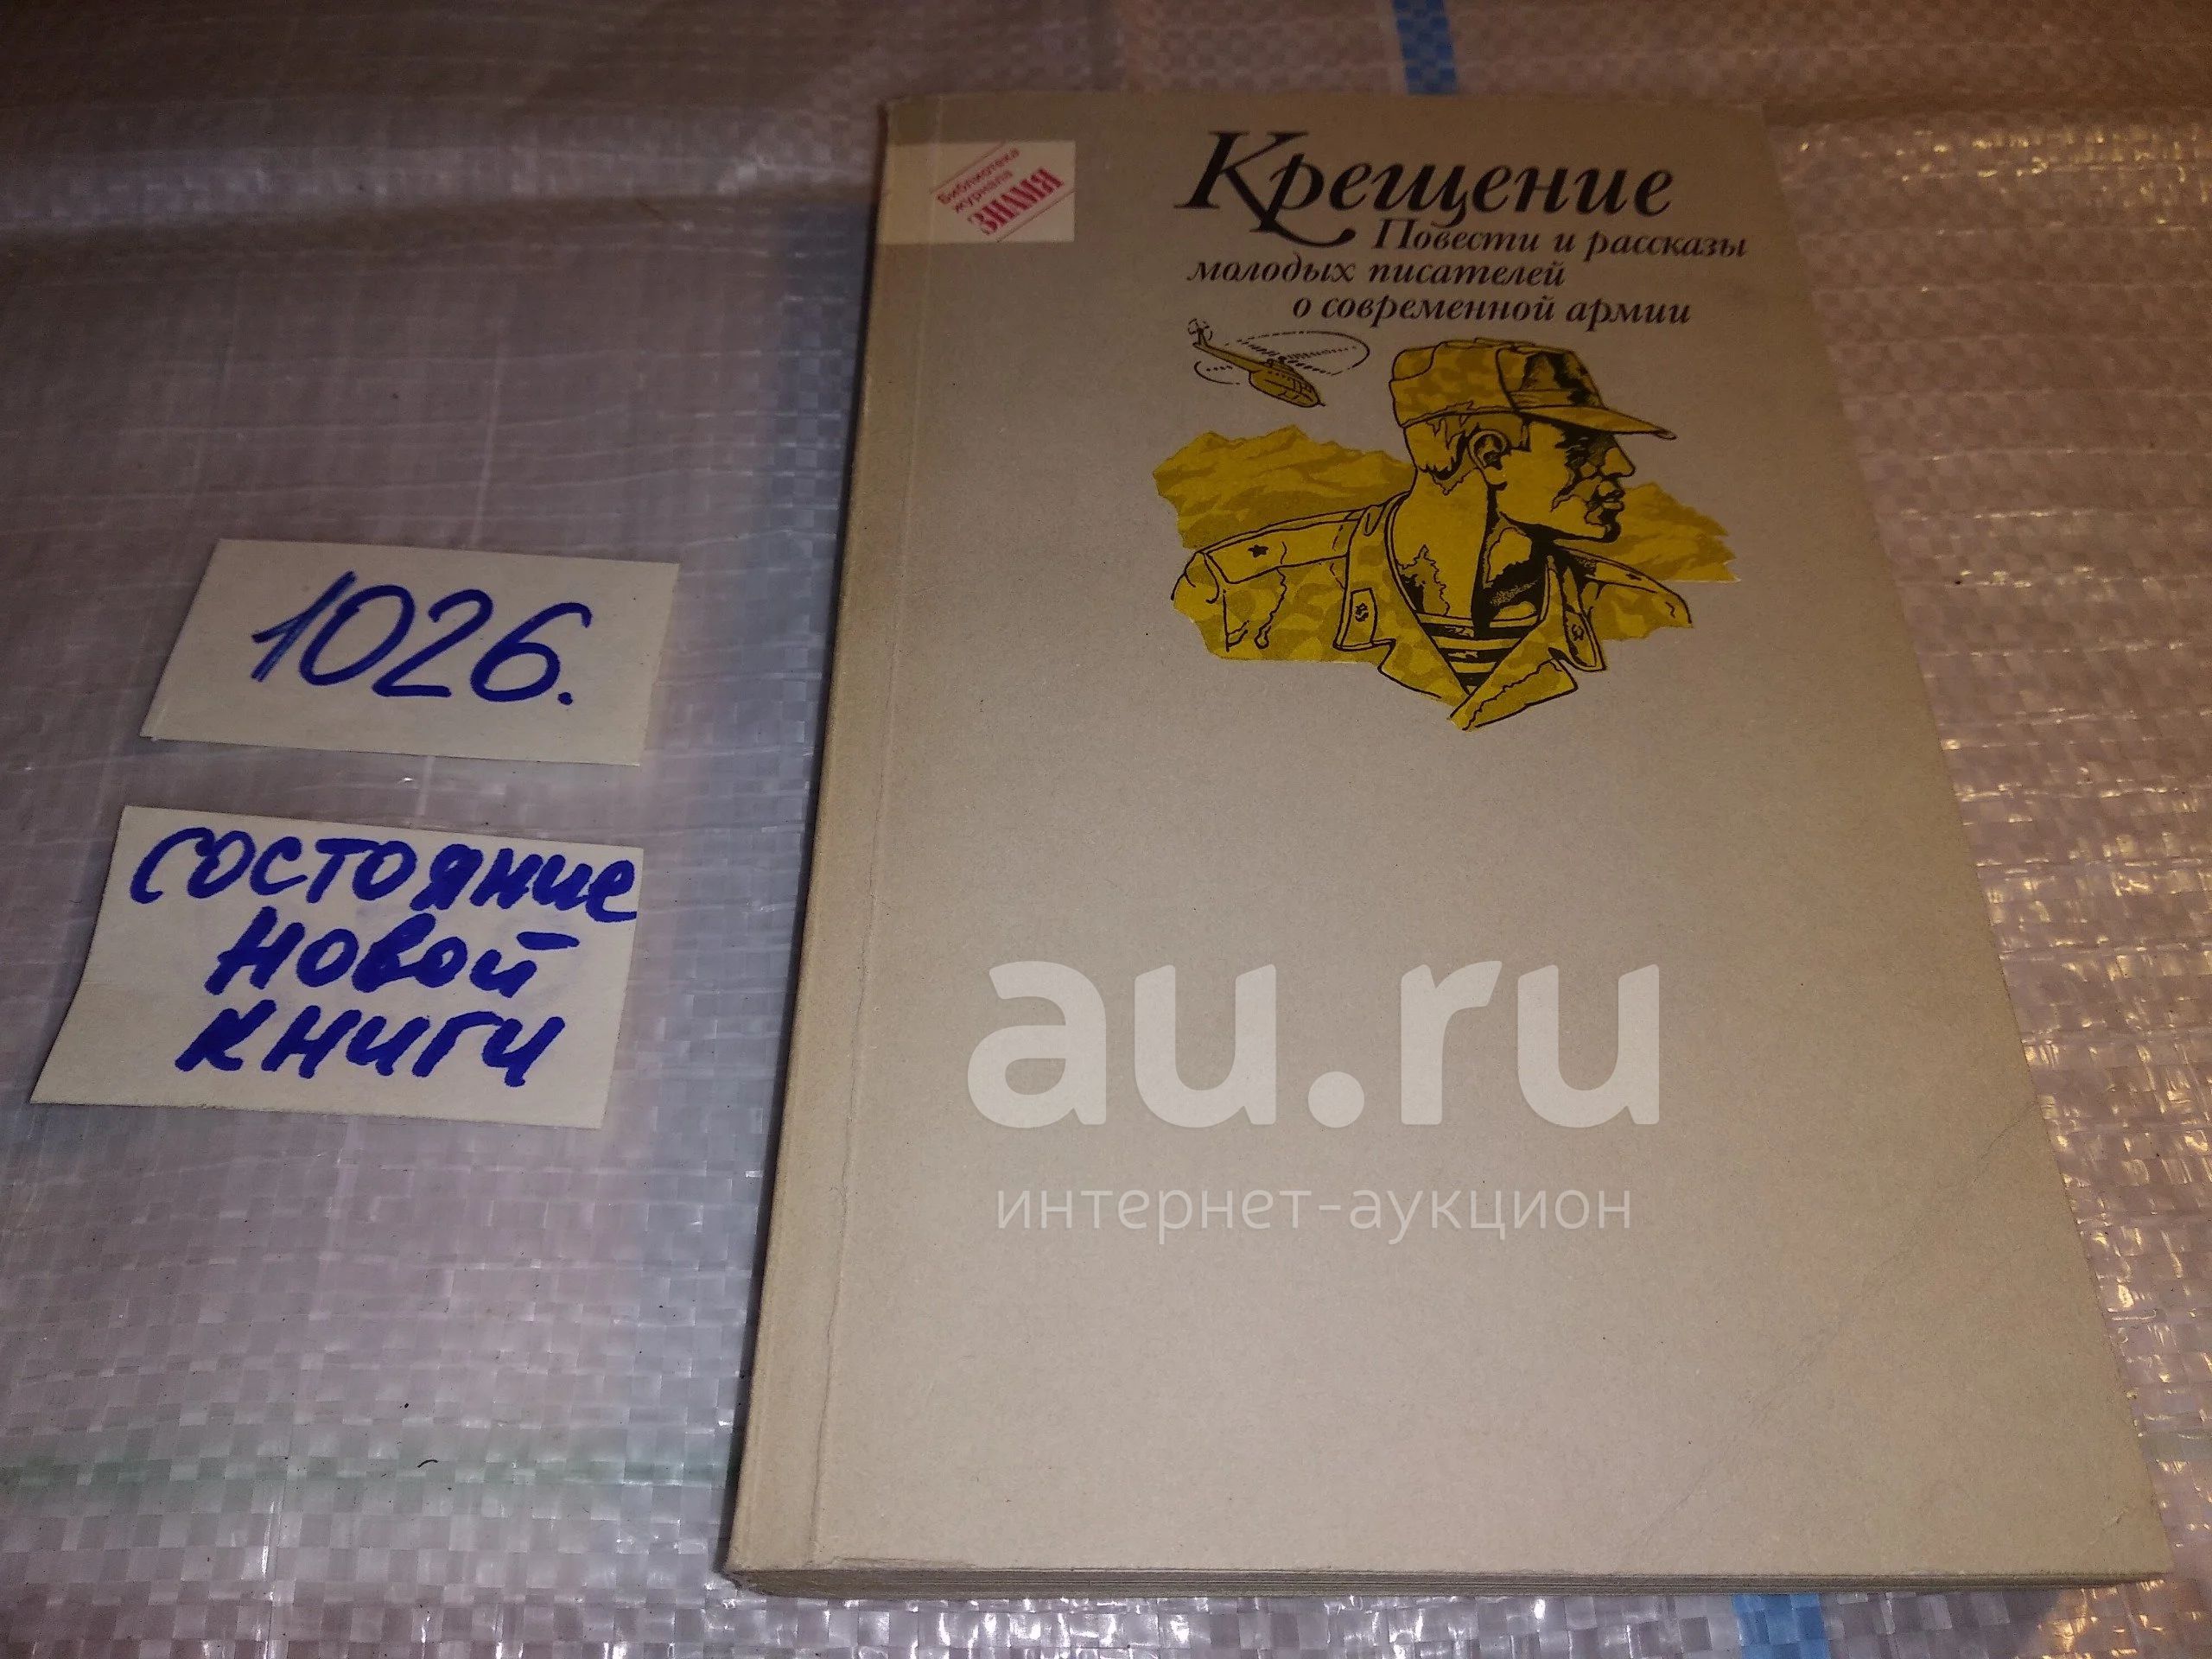 Библиотека
журнала
ЗНАМЯ
Крещение
Повести и рассказы
молодых писателей
о современной армии
1026.
состояние
новой
книги
au.ru
интернет-аукцион